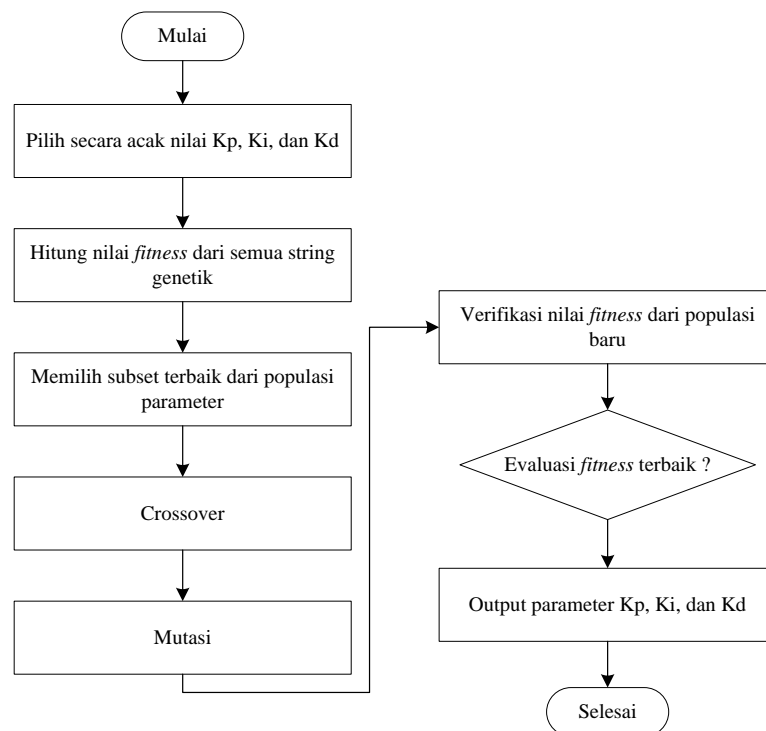 Mulai
Pilih secara acak nilai Kp, Ki, dan Kd
Hitung nilai fitness dari semua string
genetik
Memilih subset terbaik dari populasi
parameter
Crossover
Mutasi
Verifikasi nilai fitness dari populasi
baru
Evaluasi fitness terbaik ?
Output parameter Kp, Ki, dan Kd
Selesai